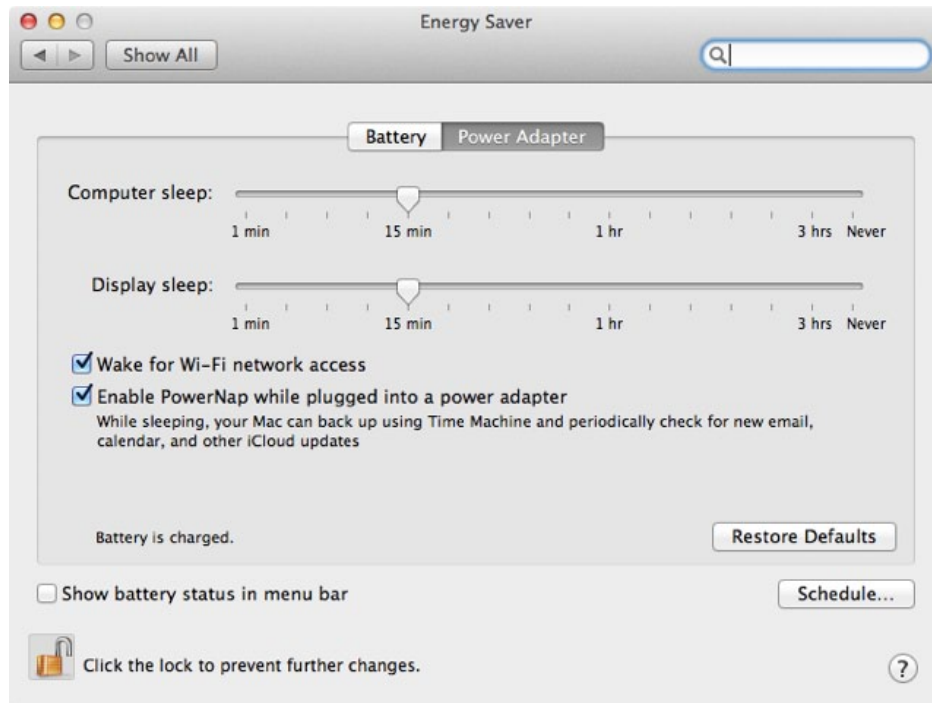 Energy Saver
Show All
Battery Power Adapter
Computer sleep:
1 min 15 min 1 hr 3 hrs Never
Display sleep:
1 min 15 min 1 hr 3 hrs Never
Wake for Wi-Fi network access
Enable PowerNap while plugged into a power adapter
While sleeping, your Mac can back up using Time Machine and periodically check for new email,
calendar, and other iCloud updates
Battery is charged.
Restore Defaults
Show battery status in menu bar
Schedule...
Click the lock to prevent further changes.
?